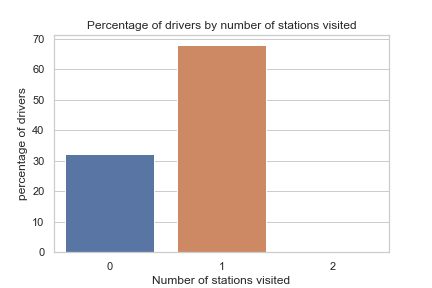 Percentage of drivers by number of stations visited
percentage of drivers
70
60
50
40
30
20
10
0
0 1 2
Number of stations visited